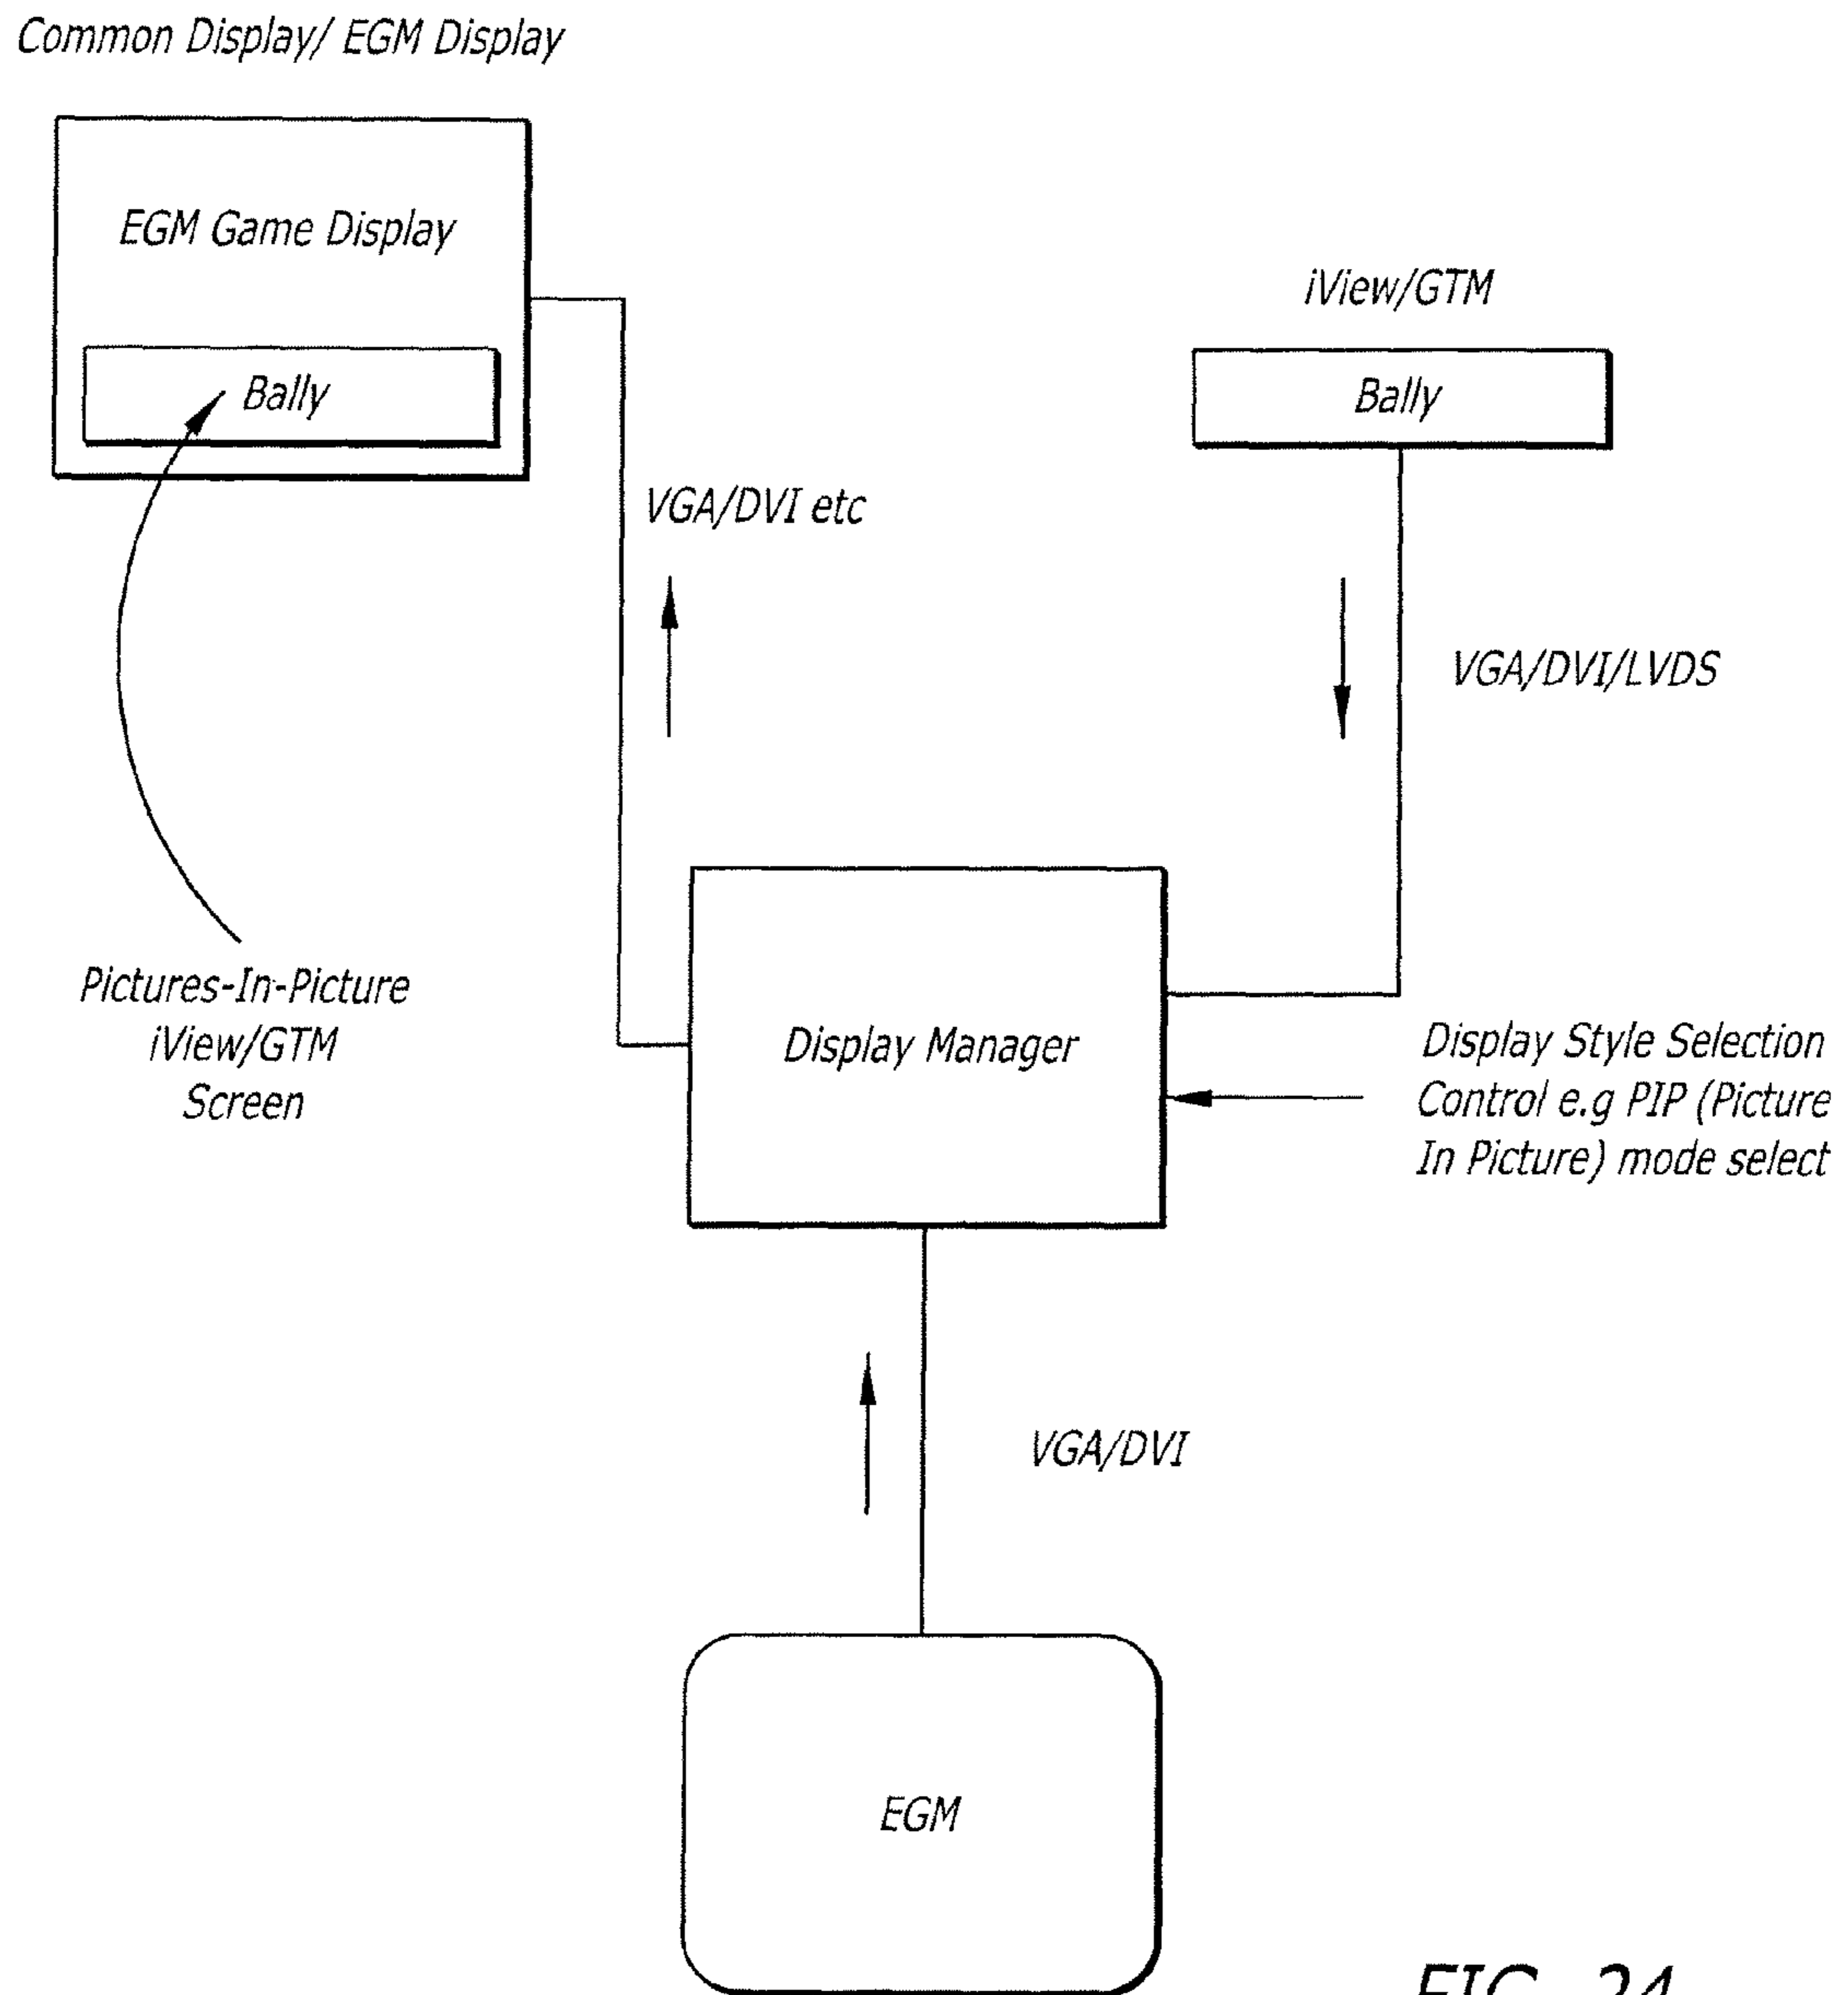 Common Display/ EGM Display
EGM Game Display
Bally
iView/GTM
Bally
VGA/DVI etc
VGA/DVI/LVDS
Pictures-In-Picture
iView/GTM
Screen
Display Manager
Display Style Selection
Control e.g PIP (Picture
In Picture) mode select
VGA/DVI
EGM
FIG. 24